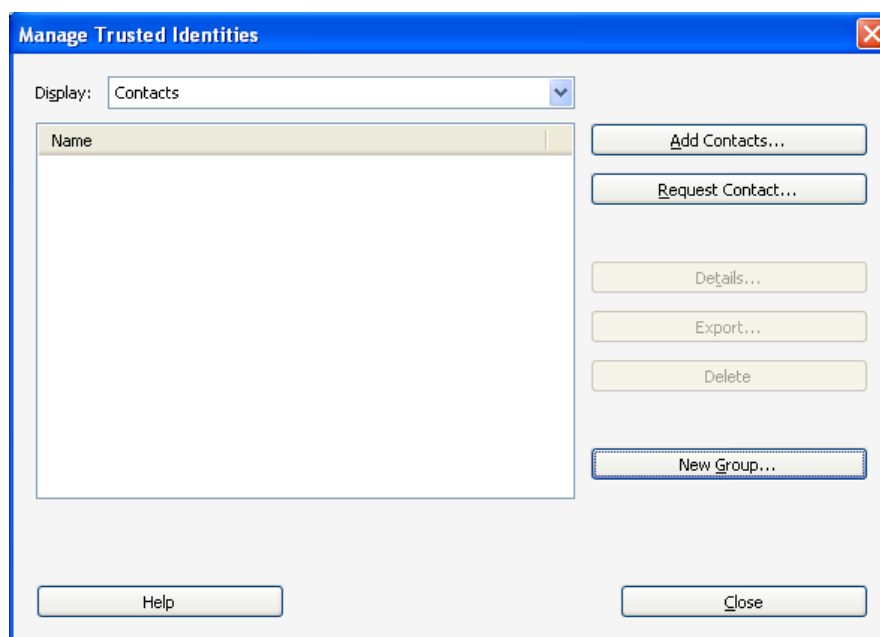 Manage Trusted Identities
Display: Contacts
Name
Add Contacts...
Request Contact...
Details...
Export...
Delete
New Group...
Help
Close